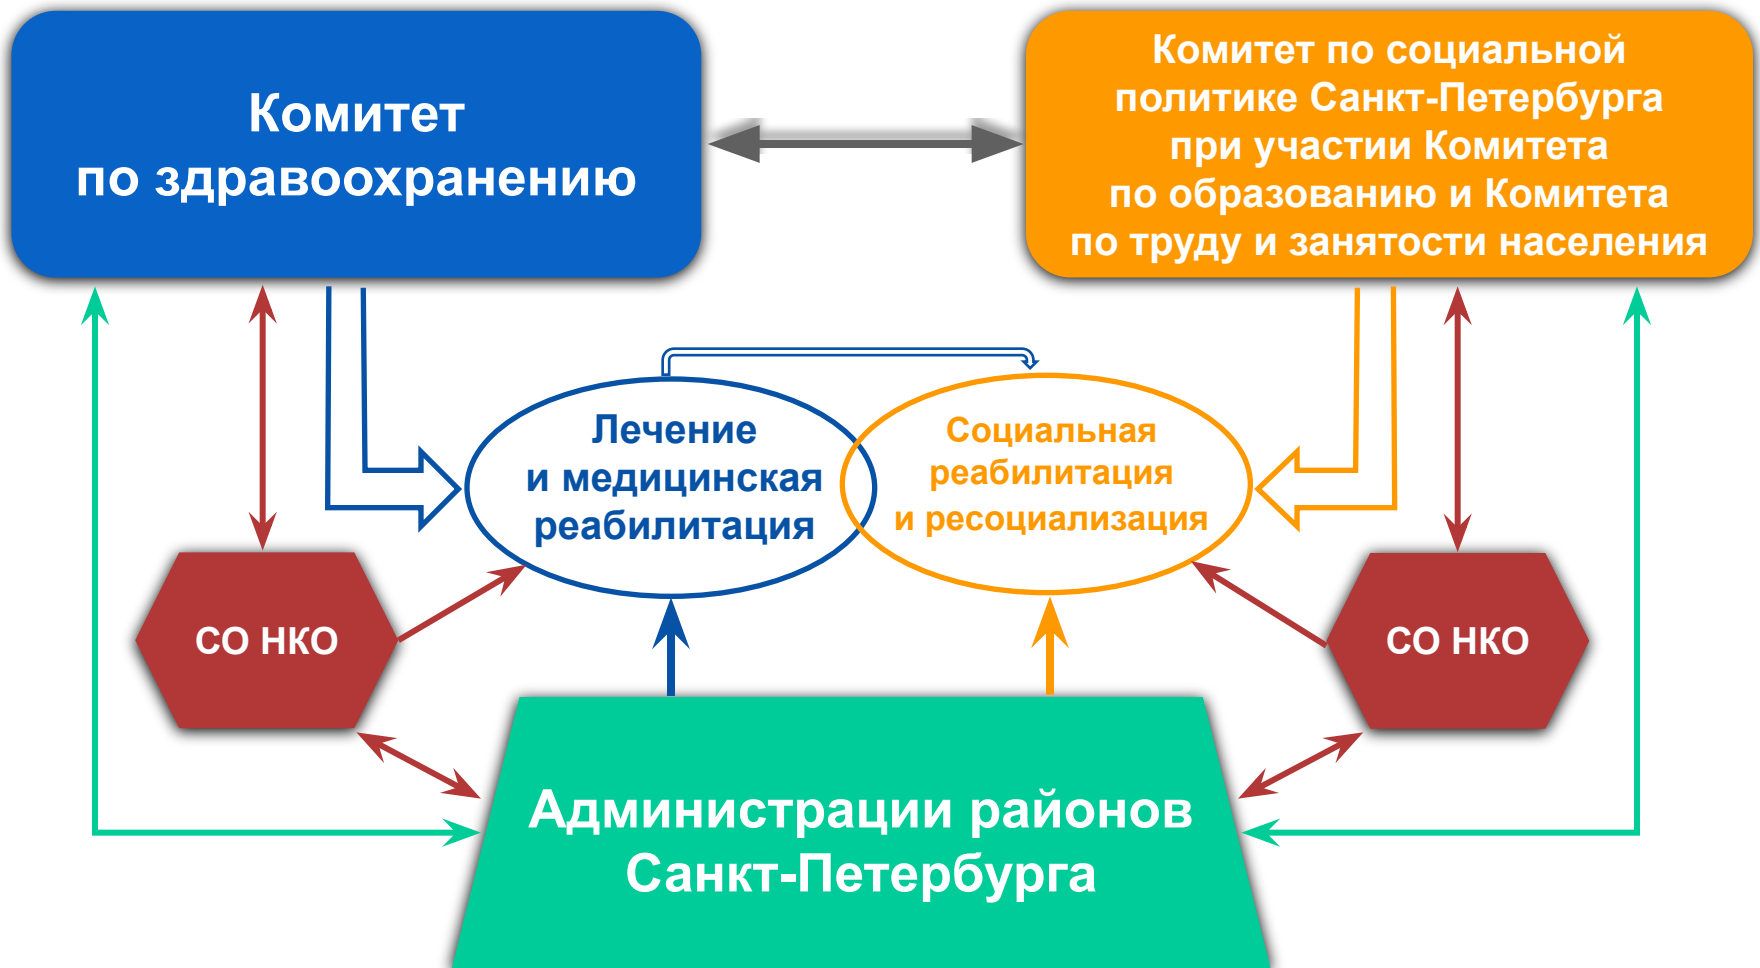 Комитет
по здравоохранению
Комитет по социальной
политике Санкт-Петербурга
при участии Комитета
по образованию и Комитета
по труду и занятости населения
Лечение
и медицинская
реабилитация
Социальная
реабилитация
и ресоциализация
СО НКО
СО НКО
Администрации районов
Санкт-Петербурга